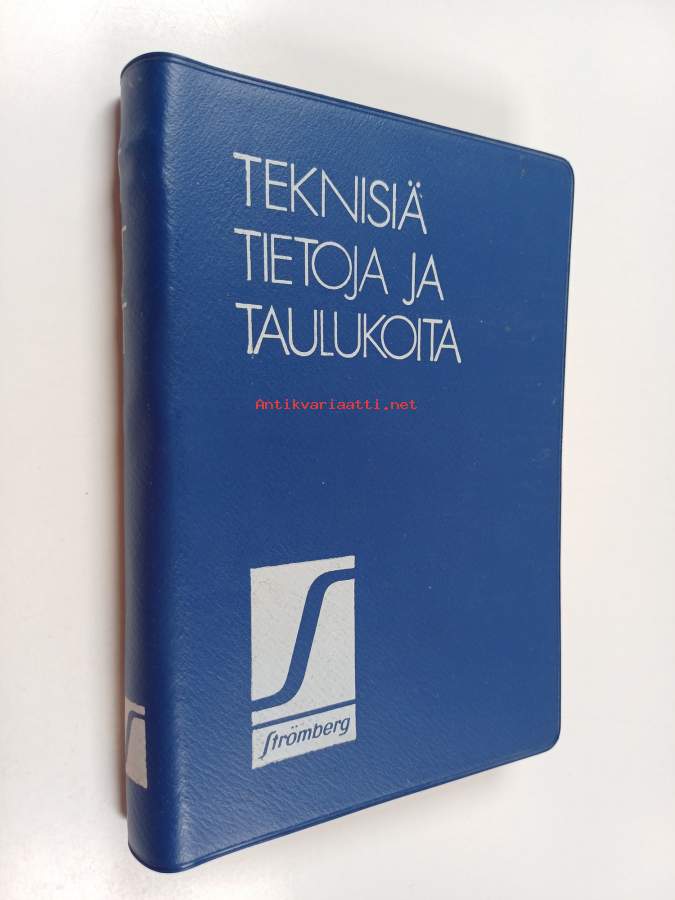 TEKNISIÄ
TIETOJA JA
TAULUKOITA
Antikvariaatti.net
Strömberg